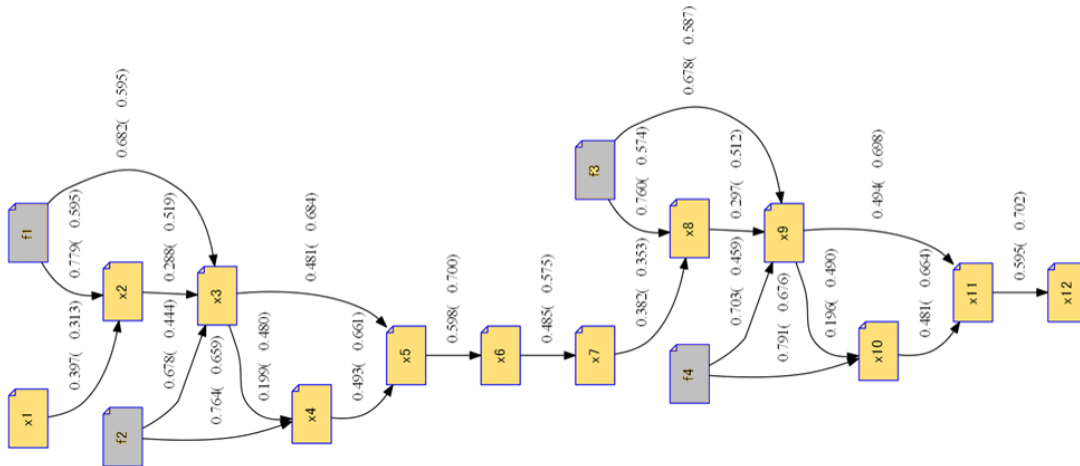 x1
f1
0.397( 0.313)
0.779( 0.595)
f2
x2
0.682( 0.595)
0.678( 0.444)
0.288( 0.519)
x3
0.764( 0.659)
0.199( 0.480)
x4
0.481( 0.684)
0.493( 0.661)
x5
0.598( 0.700)
x6
0.485( 0.575)
x7
f3
0.382( 0.353)
0.760( 0.574)
f4
x8
0.678( 0.587)
0.703( 0.459)
0.297( 0.512)
x9
0.791( 0.676)
0.196( 0.490)
x10
0.494( 0.698)
0.481( 0.664)
x11
0.595( 0.702)
x12